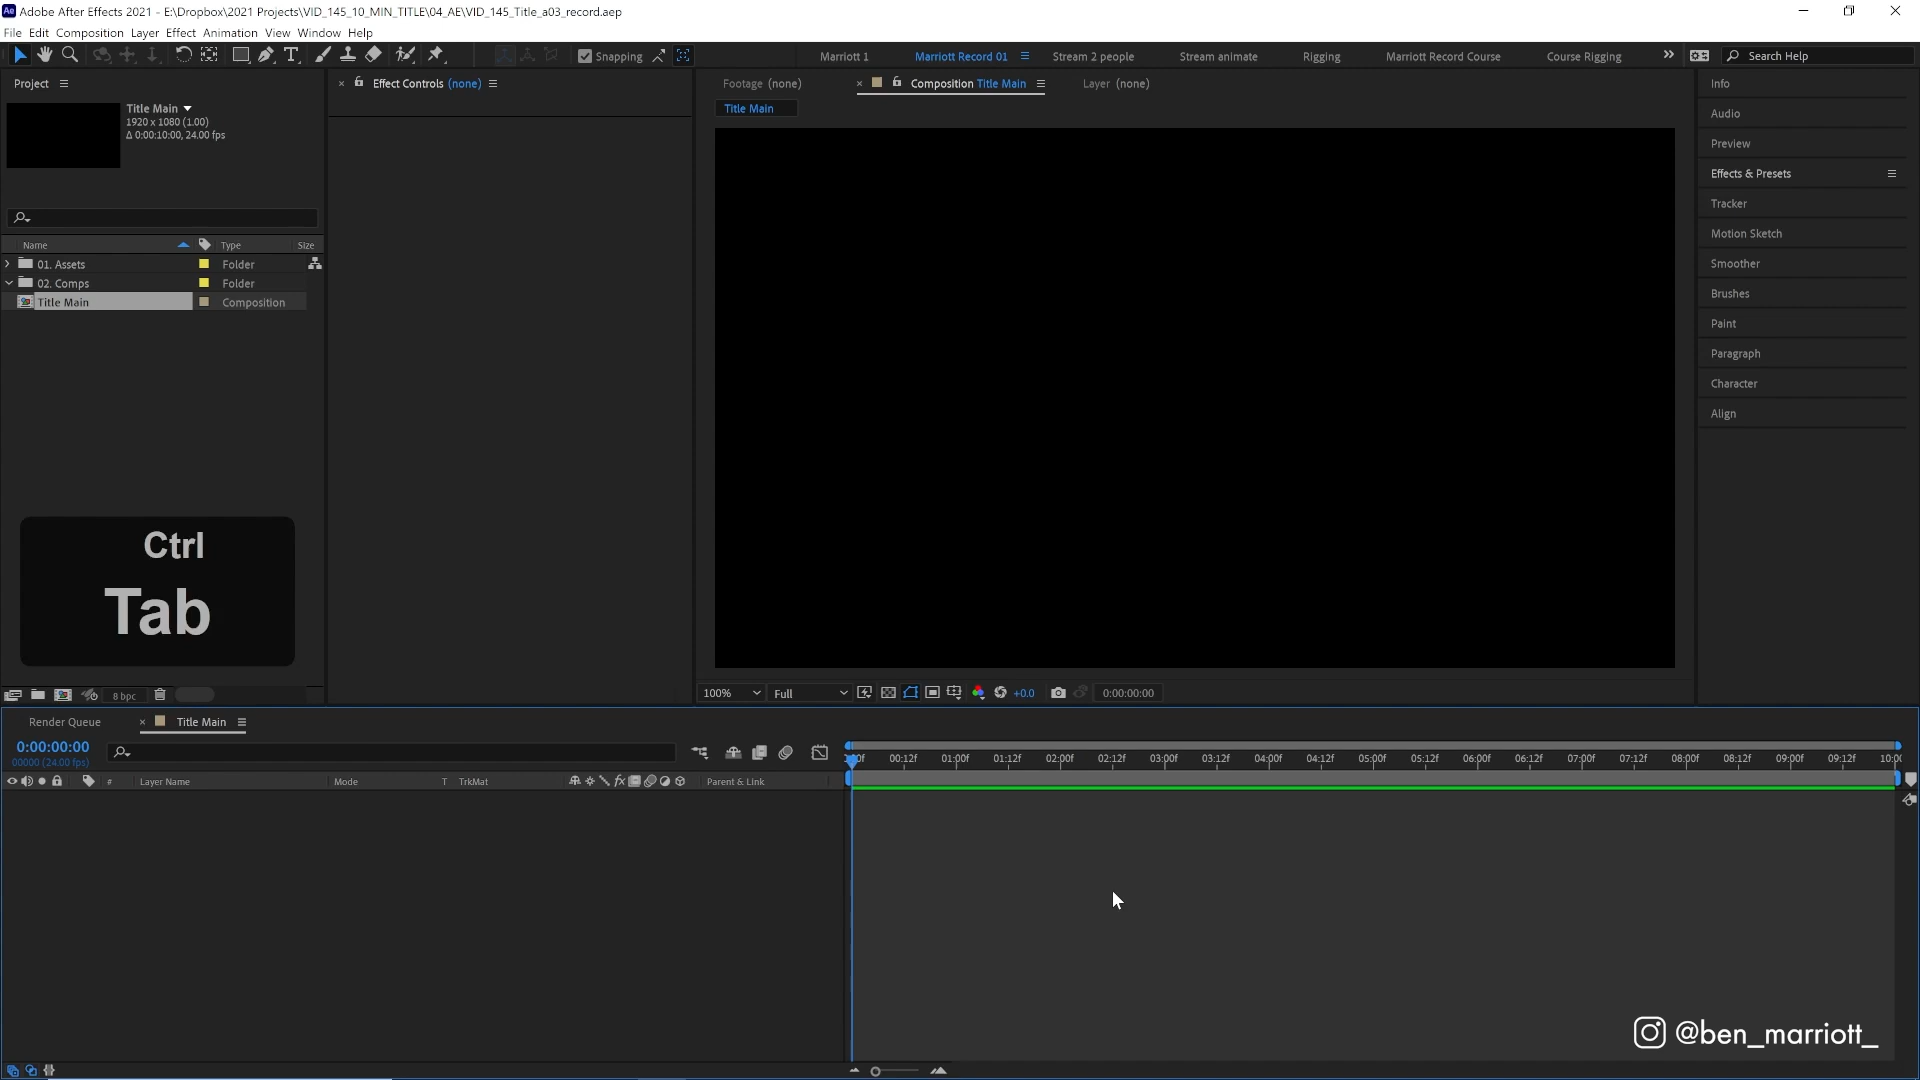 Ae Adobe After Effects 2021 - E:\Dropbox\2021 Projects\VID_145_10_MIN_TITLE\04_AE\VID_145_Title_a03_record.aep
File Edit Composition Layer Effect Animation View Window Help
Snapping Marriott 1 Marriott Record 01 Stream 2 people Stream animate Rigging Marriott Record Course Course Rigging Search Help
Project
Effect Controls (none)
Footage (none) Composition Title Main Layer (none)
Title Main
Title Main
1920 x 1080 (1.00)
Δ 0:00:10:00, 24.00 fps
Name Type Size
01. Assets Folder
02. Comps Folder
Title Main Composition
Info
Audio
Preview
Effects & Presets
Tracker
Motion Sketch
Smoother
Brushes
Paint
Paragraph
Character
Align
Ctrl
Tab
8 bpc
100% Full +0.0 0:00:00:00
Render Queue Title Main
0:00:00:00
00000 (24.00 fps)
00:12f 01:00f 01:12f 02:00f 02:12f 03:00f 03:12f 04:00f 04:12f 05:00f 05:12f 06:00f 06:12f 07:00f 07:12f 08:00f 08:12f 09:00f 09:12f 10:0
# Layer Name Mode T TrkMat fx Parent & Link
@ben_marriott_